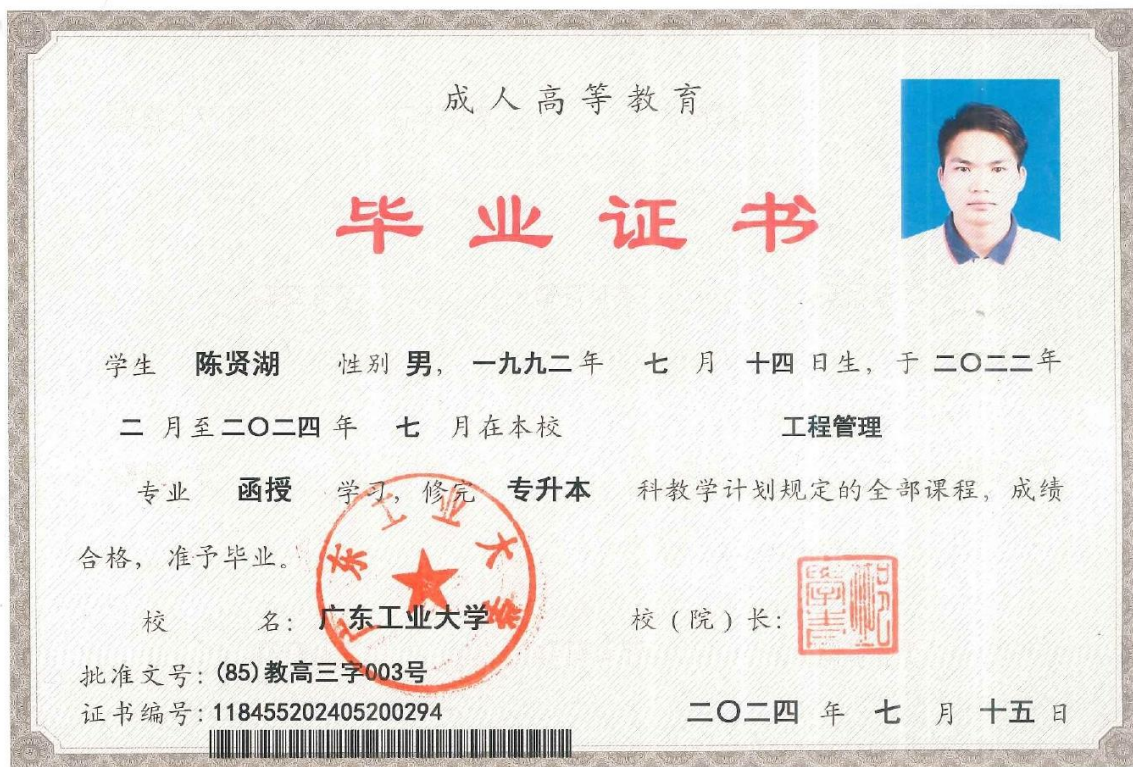 成人高等教育
毕业证书
学生 陈贤湖 性别 男， 一九九二 年 七 月 十四 日生，于 二〇二二年
二 月至 二〇二四 年 七 月在本校 工程管理
专业 函授 学习，修完 专升本 科教学计划规定的全部课程，成绩
合格，准予毕业。
广东工业大学
校 名：广东工业大学 校（院）长：
批准文号：(85)教高三字003号
证书编号：118455202405200294
二〇二四 年 七 月 十五 日